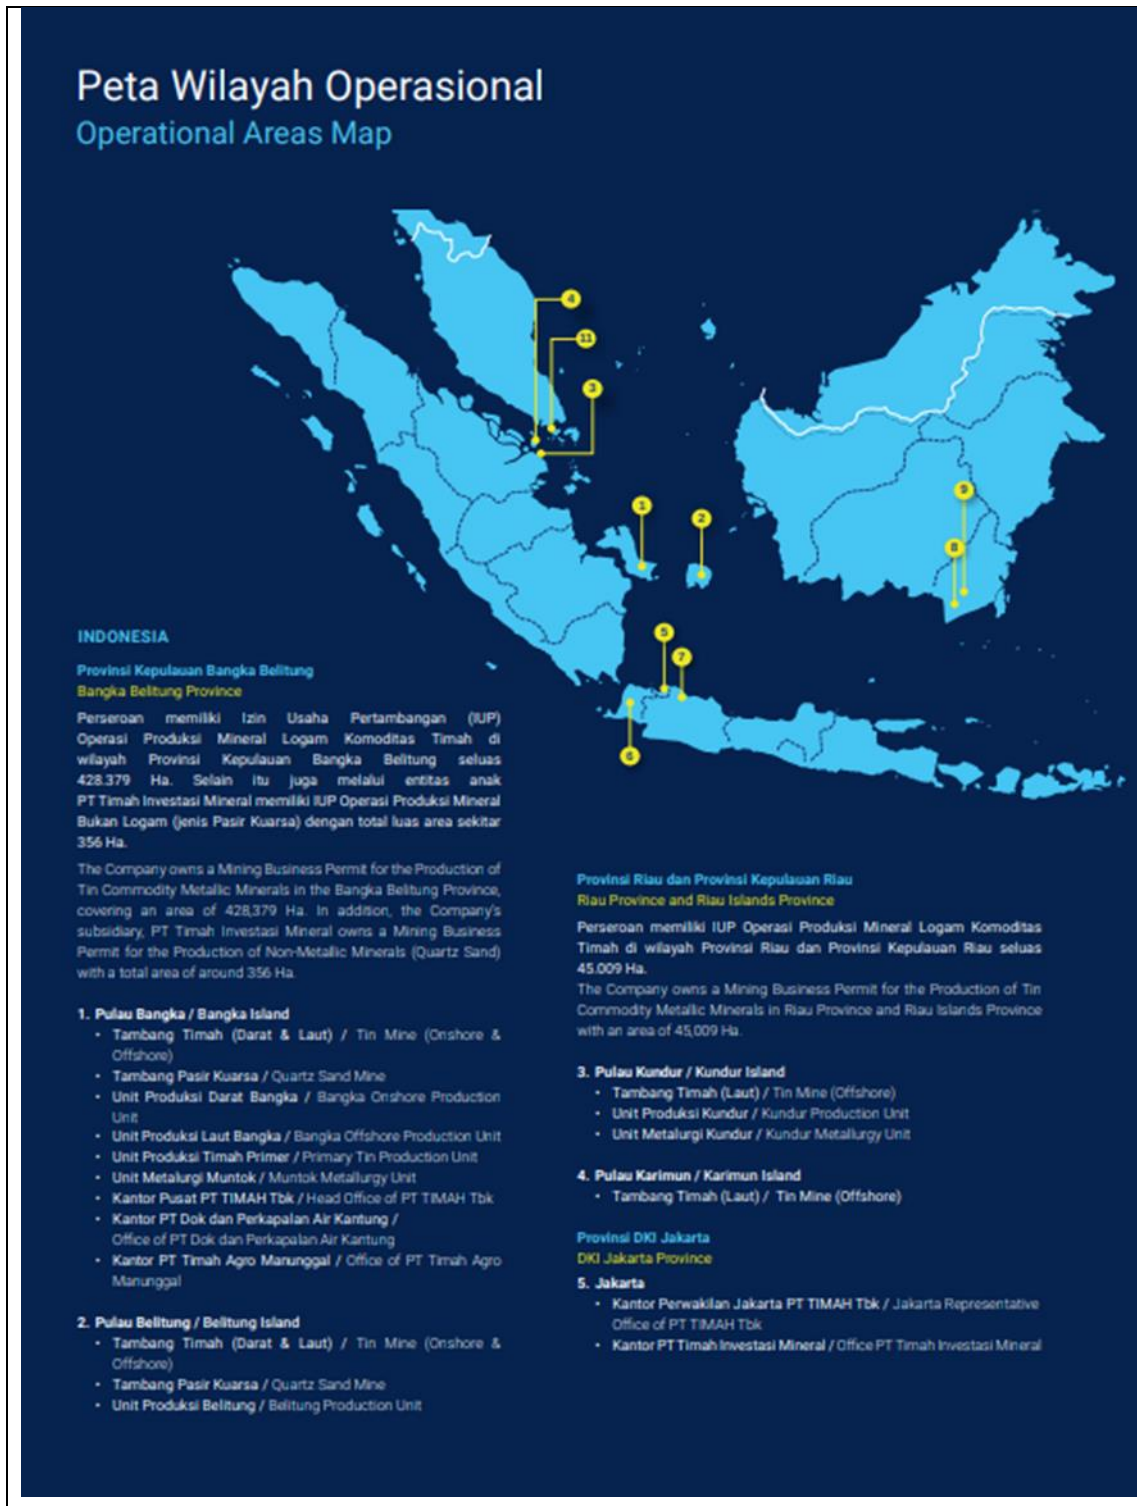 Peta Wilayah Operasional
Operational Areas Map
4
11
3
9
1
2
8
5
7
6
INDONESIA
Provinsi Kepulauan Bangka Belitung
Bangka Belitung Province
Perseroan memiliki Izin Usaha Pertambangan (IUP)
Operasi Produksi Mineral Logam Komoditas Timah di
wilayah Provinsi Kepulauan Bangka Belitung seluas
428.379 Ha. Selain itu juga melalui entitas anak
PT Timah Investasi Mineral memiliki IUP Operasi Produksi Mineral
Bukan Logam (jenis Pasir Kuarsa) dengan total luas area sekitar
356 Ha.
The Company owns a Mining Business Permit for the Production of
Tin Commodity Metallic Minerals in the Bangka Belitung Province,
covering an area of 428,379 Ha. In addition, the Company's
subsidiary, PT Timah Investasi Mineral owns a Mining Business
Permit for the Production of Non-Metallic Minerals (Quartz Sand)
with a total area of around 356 Ha.
1. Pulau Bangka / Bangka Island
• Tambang Timah (Darat & Laut) / Tin Mine (Onshore &
Offshore)
• Tambang Pasir Kuarsa / Quartz Sand Mine
• Unit Produksi Darat Bangka / Bangka Onshore Production
Unit
• Unit Produksi Laut Bangka / Bangka Offshore Production Unit
• Unit Produksi Timah Primer / Primary Tin Production Unit
• Unit Metalurgi Muntok / Muntok Metallurgy Unit
• Kantor Pusat PT TIMAH Tbk / Head Office of PT TIMAH Tbk
• Kantor PT Dok dan Perkapalan Air Kantung /
Office of PT Dok dan Perkapalan Air Kantung
• Kantor PT Timah Agro Manunggal / Office of PT Timah Agro
Manunggal
2. Pulau Belitung / Belitung Island
• Tambang Timah (Darat & Laut) / Tin Mine (Onshore &
Offshore)
• Tambang Pasir Kuarsa / Quartz Sand Mine
• Unit Produksi Belitung / Belitung Production Unit
Provinsi Riau dan Provinsi Kepulauan Riau
Riau Province and Riau Islands Province
Perseroan memiliki IUP Operasi Produksi Mineral Logam Komoditas
Timah di wilayah Provinsi Riau dan Provinsi Kepulauan Riau seluas
45.009 Ha.
The Company owns a Mining Business Permit for the Production of Tin
Commodity Metallic Minerals in Riau Province and Riau Islands Province
with an area of 45,009 Ha.
3. Pulau Kundur / Kundur Island
• Tambang Timah (Laut) / Tin Mine (Offshore)
• Unit Produksi Kundur / Kundur Production Unit
• Unit Metalurgi Kundur / Kundur Metallurgy Unit
4. Pulau Karimun / Karimun Island
• Tambang Timah (Laut) / Tin Mine (Offshore)
Provinsi DKI Jakarta
DKI Jakarta Province
5. Jakarta
• Kantor Perwakilan Jakarta PT TIMAH Tbk / Jakarta Representative
Office of PT TIMAH Tbk
• Kantor PT Timah Investasi Mineral / Office PT Timah Investasi Mineral